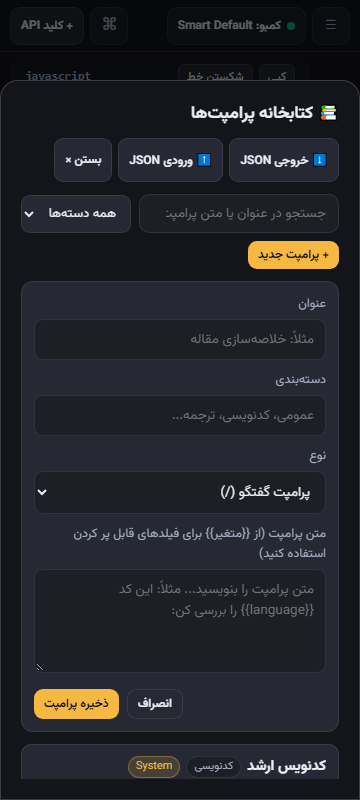 کمبو: Smart Default
+ کلید API
کپی
شکستن خط
javascript
📚 کتابخانه پرامپت‌ها
خروجی JSON
ورودی JSON
بستن ×
جستجو در عنوان یا متن پرامپ
همه دسته‌ها
+ پرامپت جدید
عنوان
مثلاً: خلاصه‌سازی مقاله
دسته‌بندی
عمومی، کدنویسی، ترجمه...
نوع
پرامپت گفتگو (/)
متن پرامپت (از {{متغیر}} برای فیلدهای قابل پر کردن
استفاده کنید)
متن پرامپت را بنویسید... مثلاً: این کد
{{language}} را بررسی کن:
انصراف
ذخیره پرامپت
کدنویس ارشد
کدنویسی
System